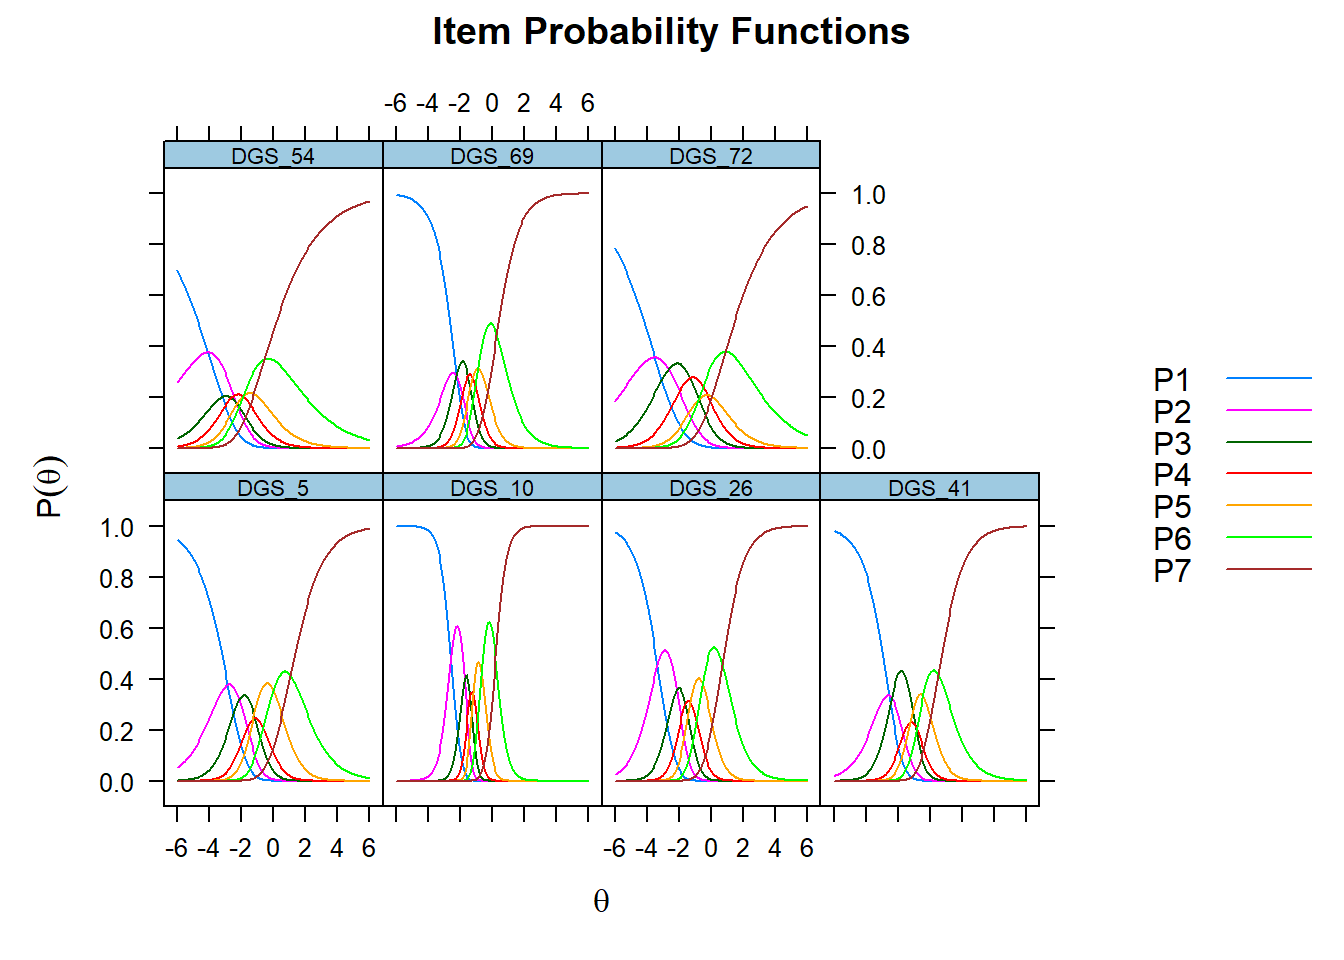 Item Probability Functions
-6 -4 -2 0 2 4 6
DGS_54 DGS_69 DGS_72
1.0
0.8
0.6
0.4
0.2
0.0
DGS_5 DGS_10 DGS_26 DGS_41
1.0
0.8
0.6
0.4
0.2
0.0
-6 -4 -2 0 2 4 6 -6 -4 -2 0 2 4 6
θ
P(θ)
P1
P2
P3
P4
P5
P6
P7